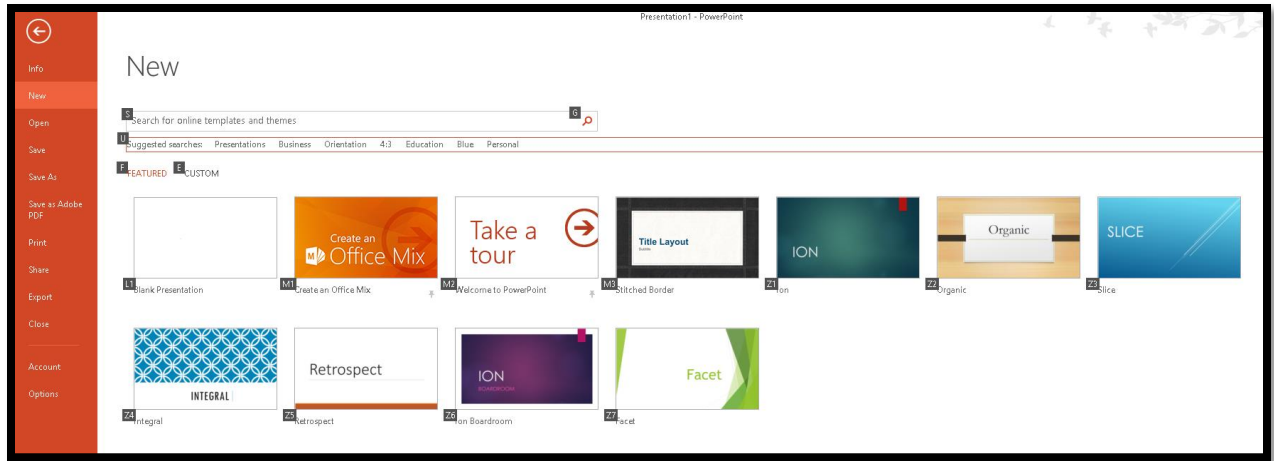 Presentation1 - PowerPoint
Info
New
Open
Save
Save As
Save as Adobe
PDF
Print
Share
Export
Close
Account
Options
New
S
Search for online templates and themes
G
U
Suggested searches: Presentations Business Orientation 4:3 Education Blue Personal
F FEATURED E CUSTOM
Create an
Office Mix
Take a
tour
Title Layout
ION
Organic
SLICE
L1 Blank Presentation
M1 Create an Office Mix
M2 Welcome to PowerPoint
M3 Stitched Border
Z1 Ion
Z2 Organic
Z3 Slice
INTEGRAL
Retrospect
ION
BOARDROOM
Facet
Z4 Integral
Z5 Retrospect
Z6 Ion Boardroom
Z7 Facet